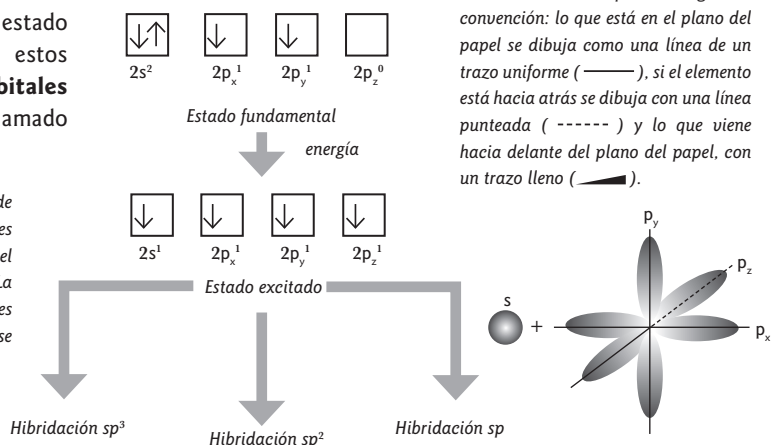 estado
estos
bitales
amado
de
es
el
la
es
se
2s² 2pₓ¹ 2p_y¹ 2p_z⁰
Estado fundamental
energía
2s¹ 2pₓ¹ 2p_y¹ 2p_z¹
Estado excitado
Hibridación sp³
Hibridación sp²
Hibridación sp
convención: lo que está en el plano del
papel se dibuja como una línea de un
trazo uniforme ( ——— ), si el elemento
está hacia atrás se dibuja con una línea
punteada ( ------ ) y lo que viene
hacia delante del plano del papel, con
un trazo lleno ( ).
p_y
p_z
s
+
pₓ